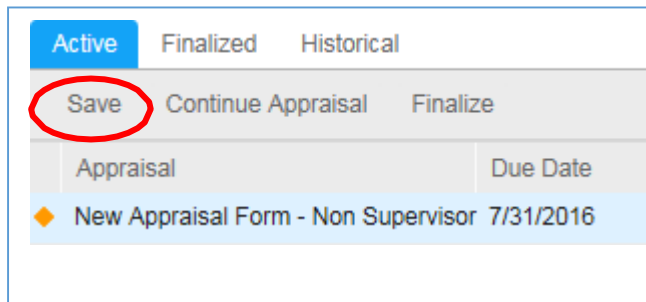 Active Finalized Historical
Save Continue Appraisal Finalize
Appraisal Due Date
New Appraisal Form - Non Supervisor 7/31/2016